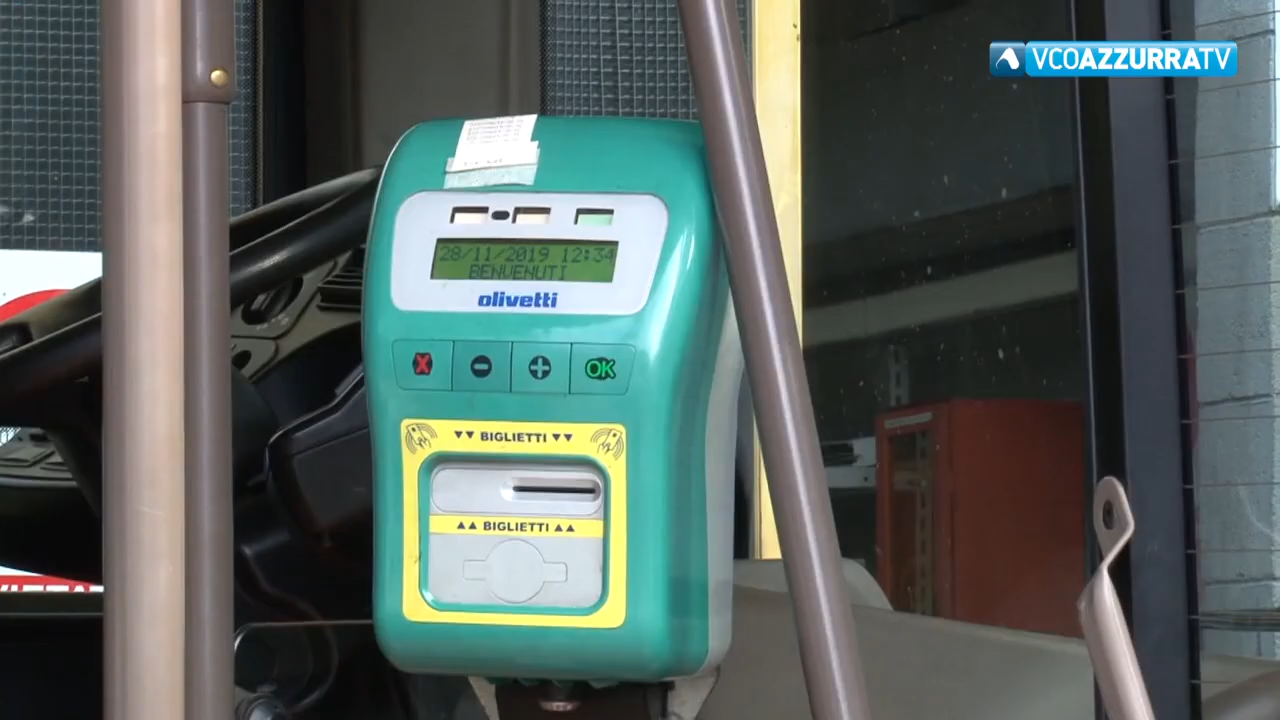 VCOAZZURRATV
28/11/2019 12:34
BENVENUTI
olivetti
X - + OK
▼▼ BIGLIETTI ▼▼
▲▲ BIGLIETTI ▲▲